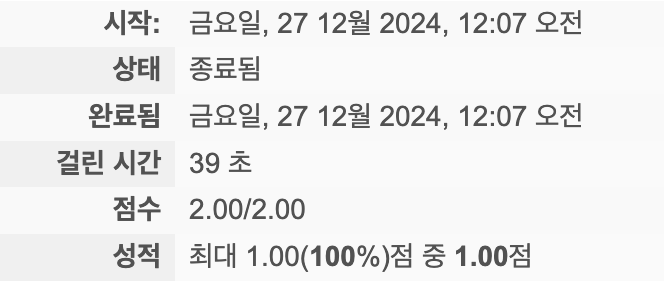 시작: 금요일, 27 12월 2024, 12:07 오전
상태 종료됨
완료됨 금요일, 27 12월 2024, 12:07 오전
걸린 시간 39 초
점수 2.00/2.00
성적 최대 1.00(100%)점 중 1.00점